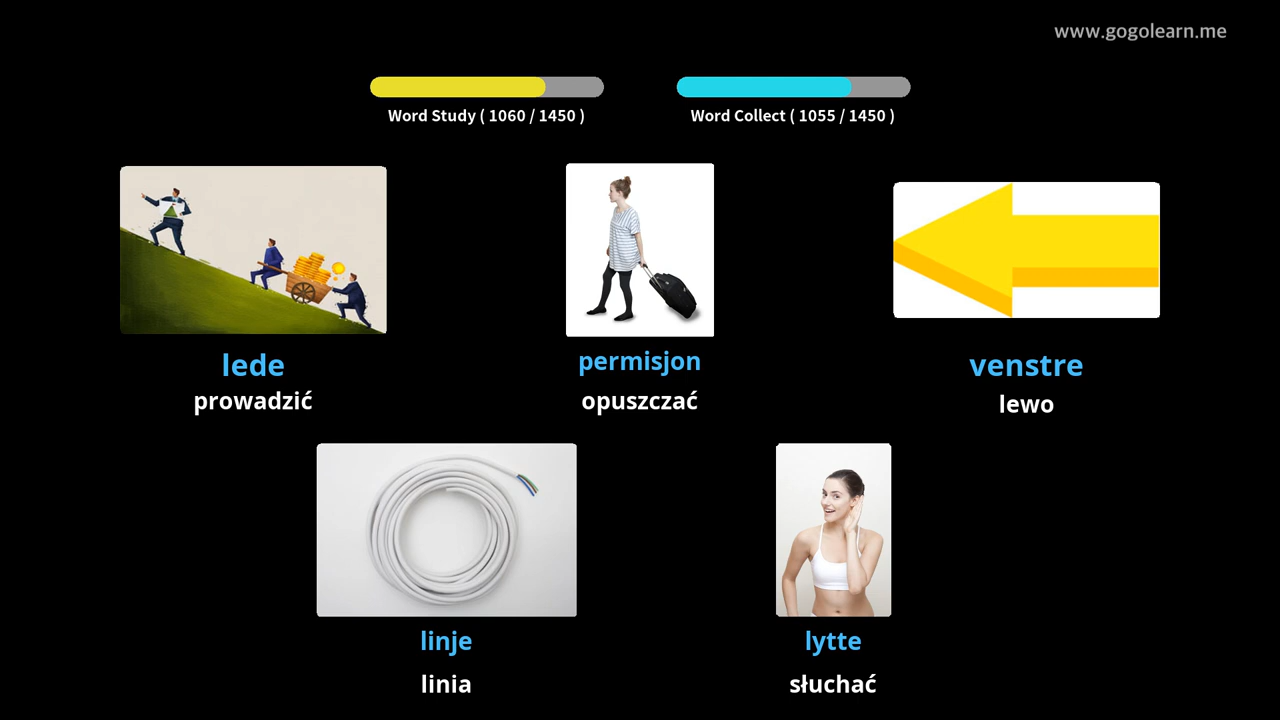 www.gogolearn.me
Word Study ( 1060 / 1450 )
Word Collect ( 1055 / 1450 )
lede
prowadzić
permisjon
opuszczać
venstre
lewo
linje
linia
lytte
słuchać